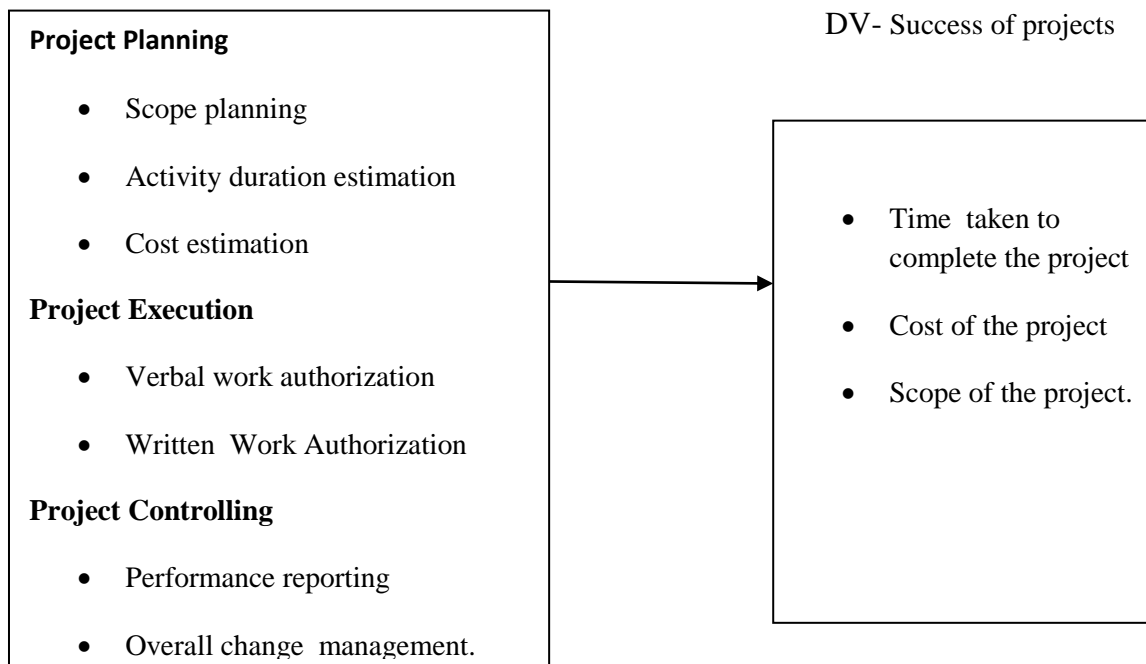 DV- Success of projects
Project Planning
• Scope planning
• Activity duration estimation
• Cost estimation
Project Execution
• Verbal work authorization
• Written Work Authorization
Project Controlling
• Performance reporting
• Overall change management.
• Time taken to
complete the project
• Cost of the project
• Scope of the project.